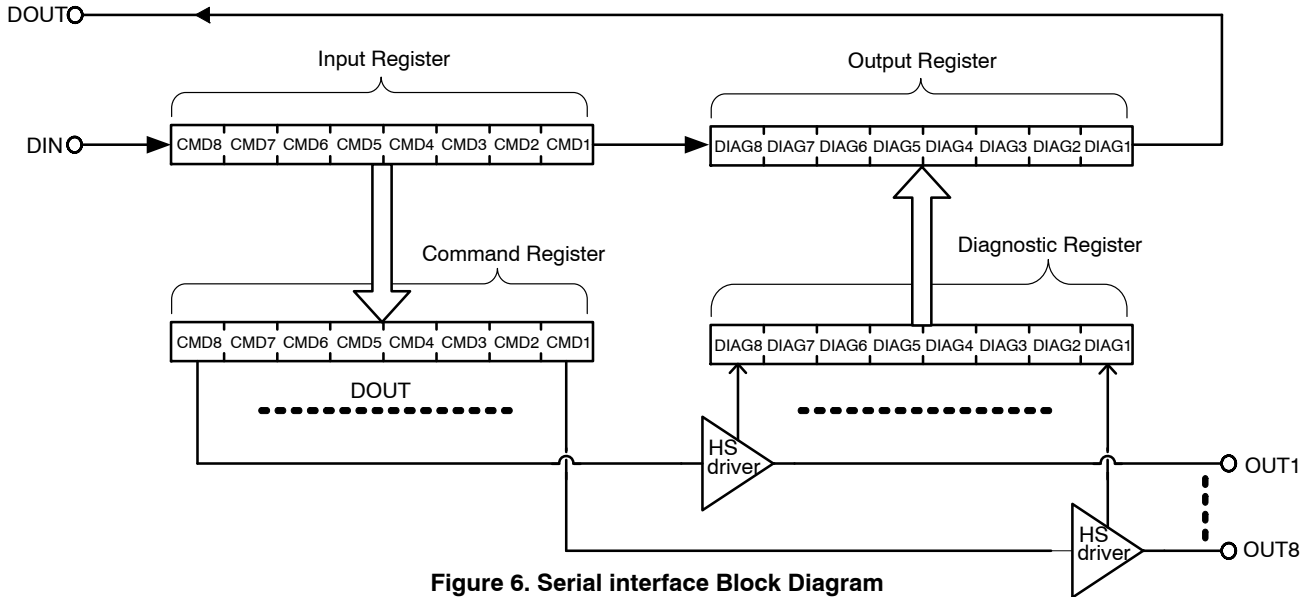 DOUT
Input Register
Output Register
DIN
CMD8 CMD7 CMD6 CMD5 CMD4 CMD3 CMD2 CMD1
DIAG8 DIAG7 DIAG6 DIAG5 DIAG4 DIAG3 DIAG2 DIAG1
Command Register
Diagnostic Register
CMD8 CMD7 CMD6 CMD5 CMD4 CMD3 CMD2 CMD1
DIAG8 DIAG7 DIAG6 DIAG5 DIAG4 DIAG3 DIAG2 DIAG1
DOUT
HS
driver
OUT1
HS
driver
OUT8
Figure 6. Serial interface Block Diagram